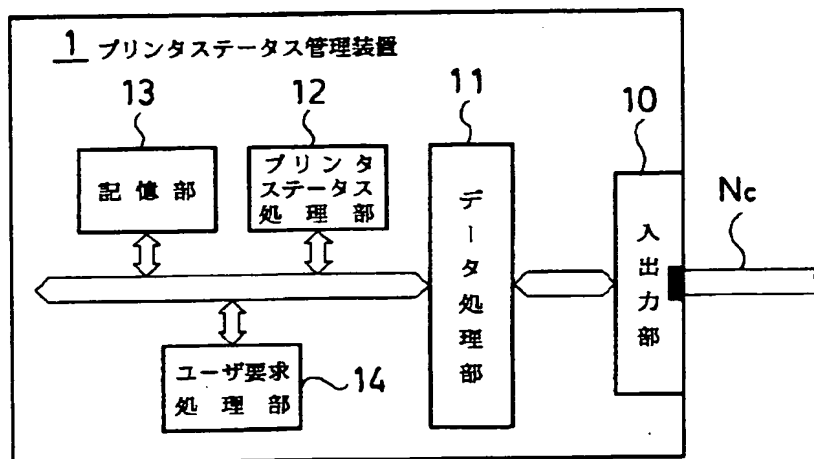 1 プリンタステータス管理装置
13
12
11
10
記憶部
プリンタ
ステータス
処理部
データ処理部
入出力部
Nc
ユーザ要求
処理部
14